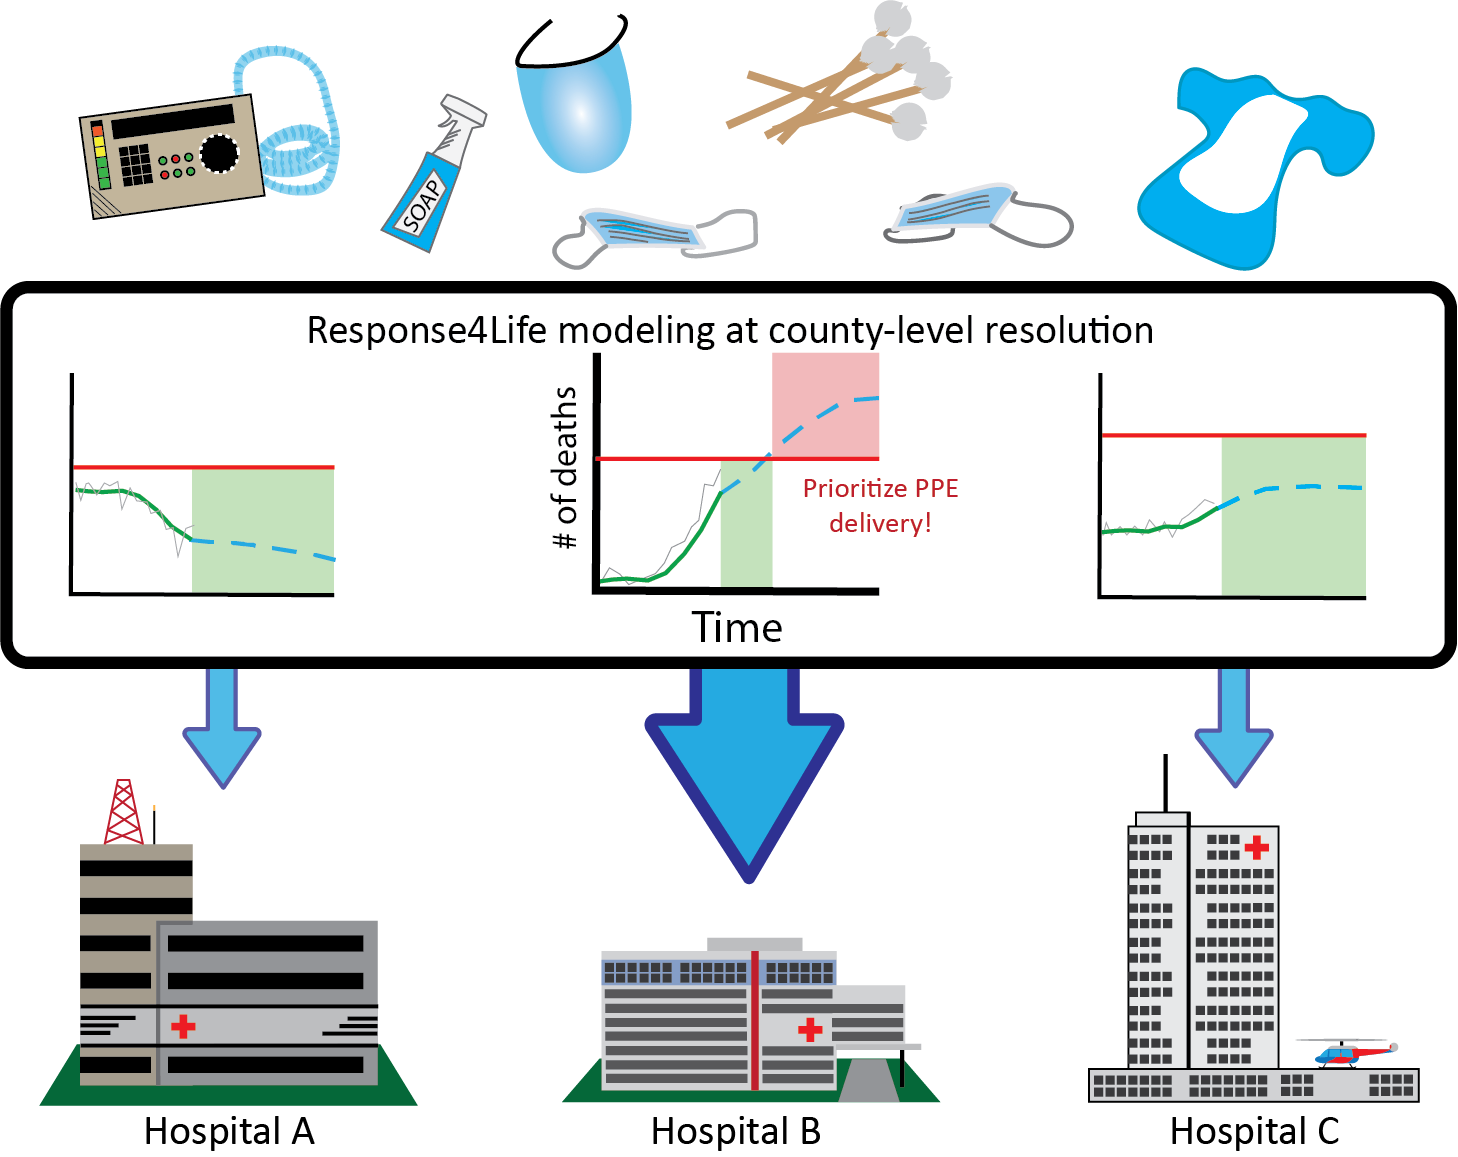 SOAP
Response4Life modeling at county-level resolution
# of deaths
Prioritize PPE
delivery!
Time
Hospital A
Hospital B
Hospital C